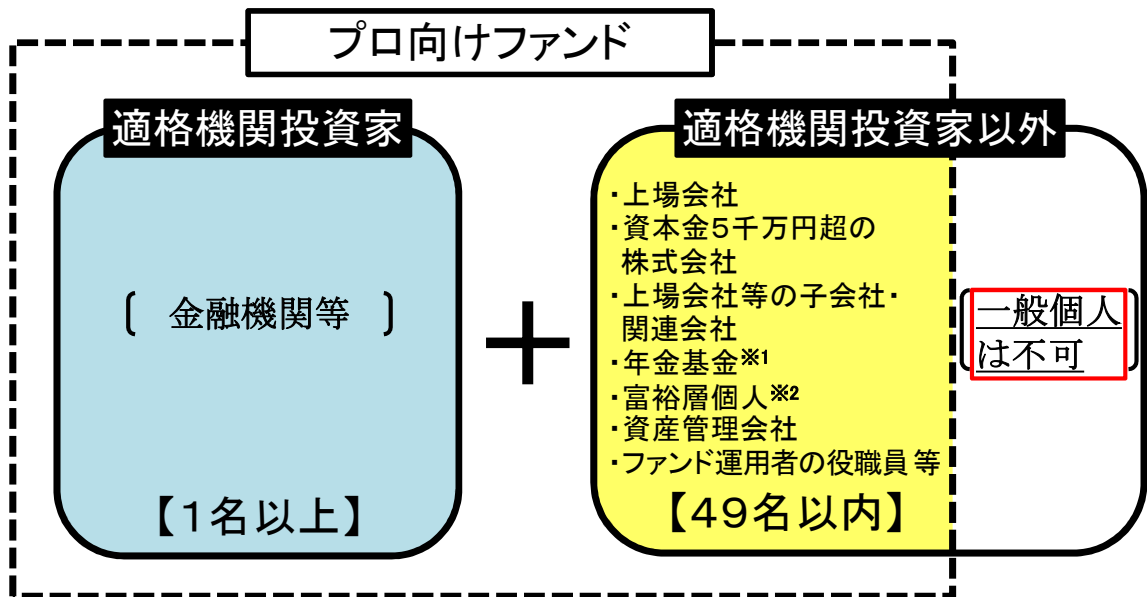 プロ向けファンド
適格機関投資家
〔 金融機関等 〕
【1名以上】
＋
適格機関投資家以外
・上場会社
・資本金5千万円超の
株式会社
・上場会社等の子会社・
関連会社
・年金基金※1
・富裕層個人※2
・資産管理会社
・ファンド運用者の役職員等
【49名以内】
〔一般個人
は不可〕